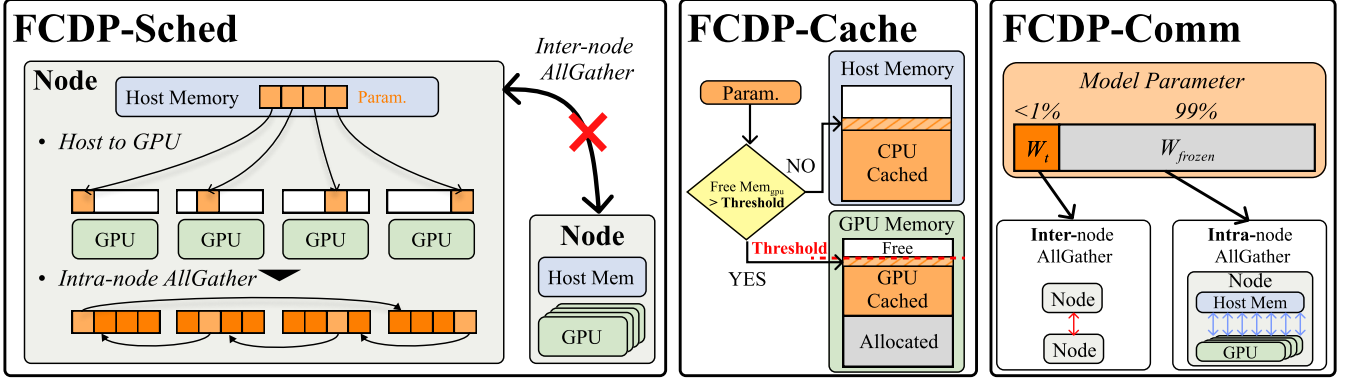 FCDP-Sched
Node
Host Memory
Param.
• Host to GPU
GPU
GPU
GPU
GPU
• Intra-node AllGather
Inter-node
AllGather
Node
Host Mem
GPU
FCDP-Cache
Param.
Free Mem_gpu
> Threshold
NO
YES
Host Memory
CPU
Cached
GPU Memory
Threshold
Free
GPU
Cached
Allocated
FCDP-Comm
Model Parameter
<1% 99%
W_t W_frozen
Inter-node
AllGather
Node
Node
Intra-node
AllGather
Node
Host Mem
GPU